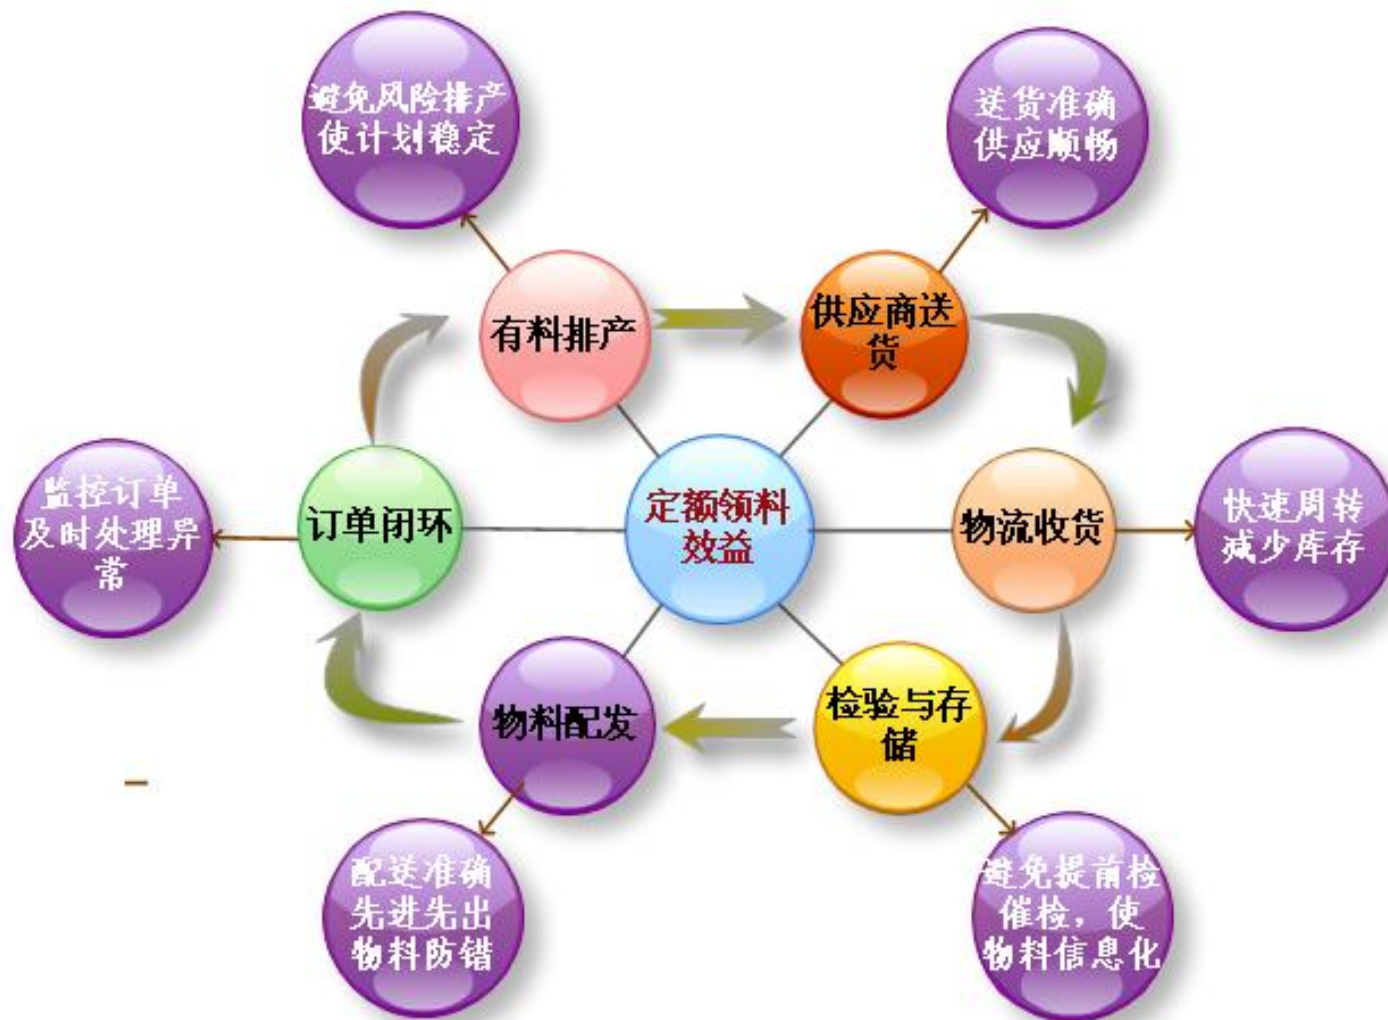 避免风险排产
使计划稳定
送货准确
供应顺畅
有料排产
供应商送
货
监控订单
及时处理异
常
订单闭环
定额领料
效益
物流收货
快速周转
减少库存
物料配发
检验与存
储
配送准确
先进先出
物料防错
避免提前检
催检，使
物料信息化